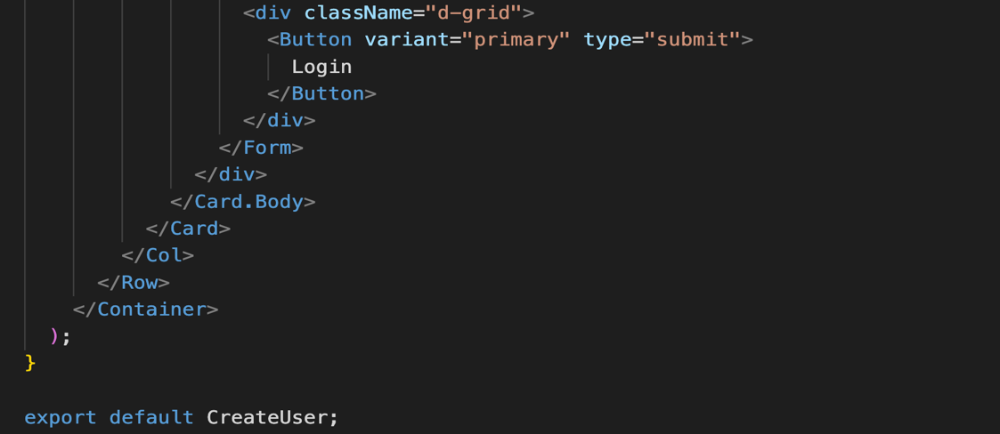 <div className="d-grid">
<Button variant="primary" type="submit">
Login
</Button>
</div>
</Form>
</div>
</Card.Body>
</Card>
</Col>
</Row>
</Container>
);
}
export default CreateUser;